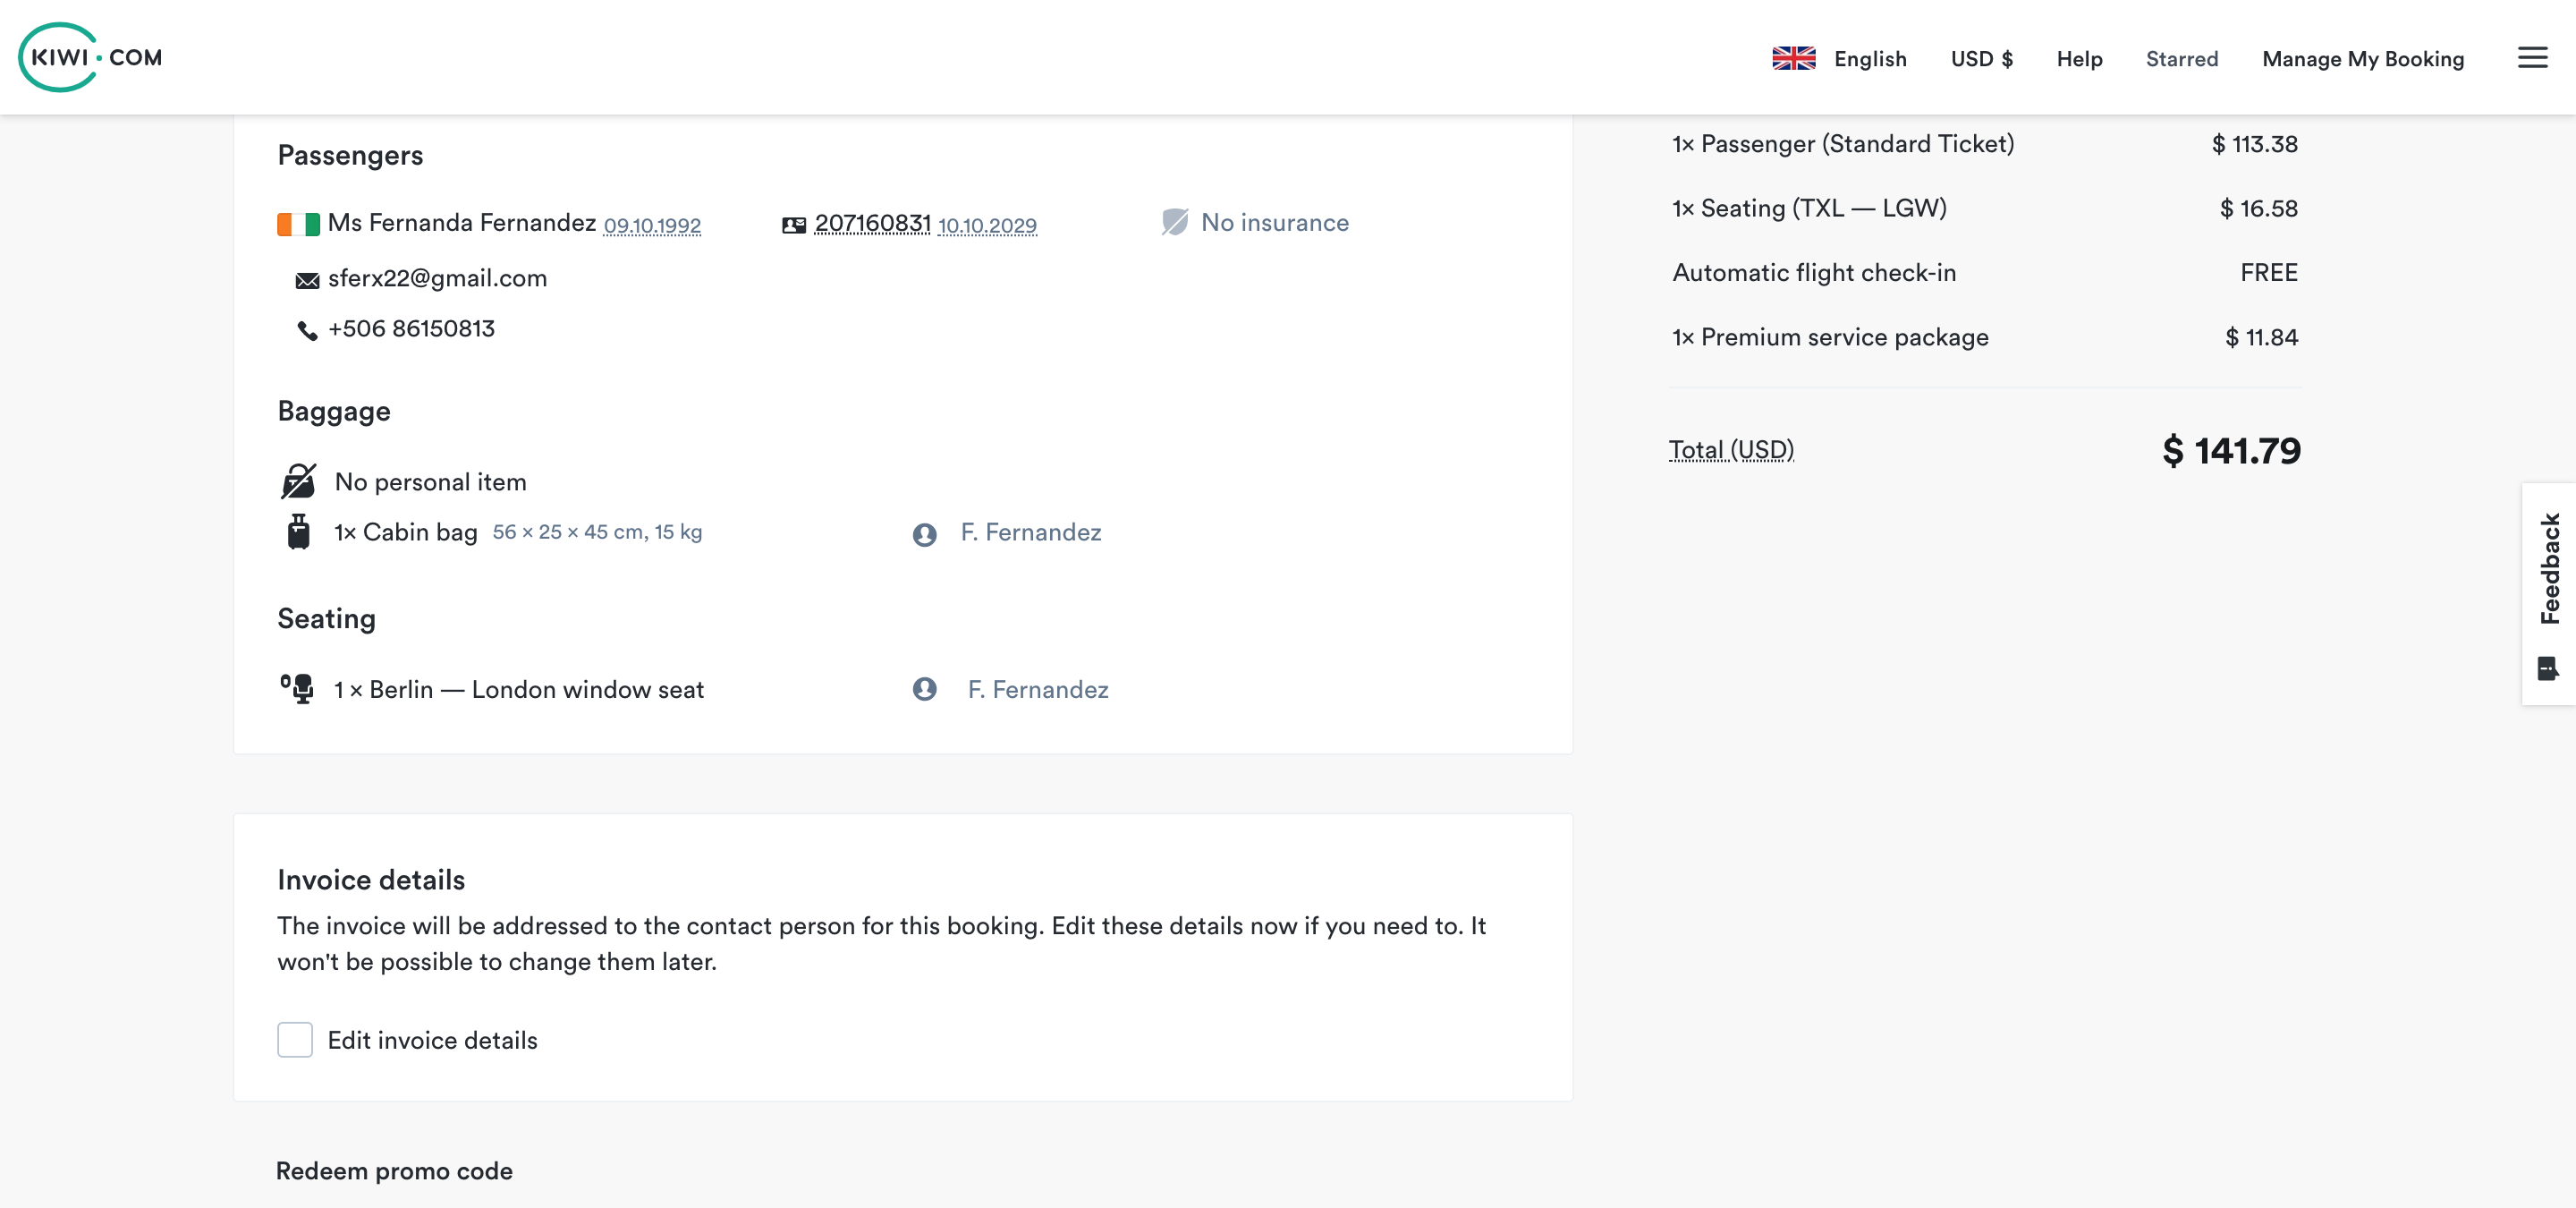 KIWI.COM
English USD $ Help Starred Manage My Booking
Passengers
Ms Fernanda Fernandez 09.10.1992 207160831 10.10.2029 No insurance
sferx22@gmail.com
+506 86150813
Baggage
No personal item
1× Cabin bag 56 × 25 × 45 cm, 15 kg F. Fernandez
Seating
1 × Berlin — London window seat F. Fernandez
Invoice details
The invoice will be addressed to the contact person for this booking. Edit these details now if you need to. It
won't be possible to change them later.
Edit invoice details
Redeem promo code
1× Passenger (Standard Ticket) $ 113.38
1× Seating (TXL — LGW) $ 16.58
Automatic flight check-in FREE
1× Premium service package $ 11.84
Total (USD) $ 141.79
Feedback